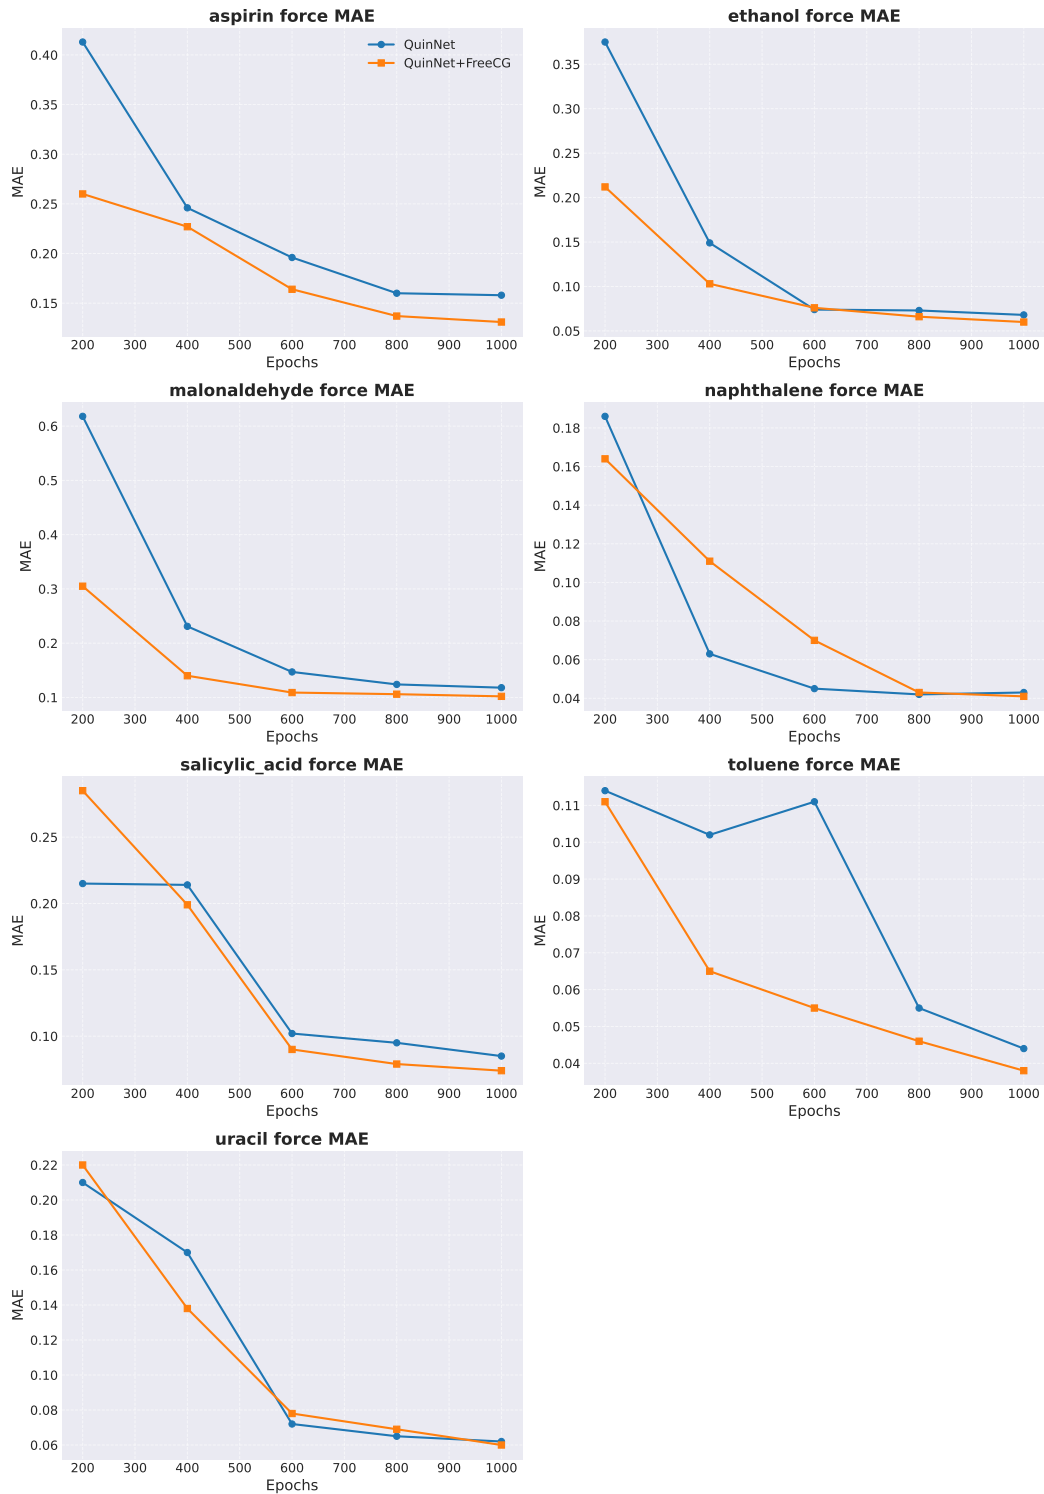 aspirin force MAE
QuinNet
QuinNet+FreeCG
0.40
0.35
0.30
0.25
0.20
0.15
MAE
200 300 400 500 600 700 800 900 1000
Epochs
ethanol force MAE
0.35
0.30
0.25
0.20
0.15
0.10
0.05
MAE
200 300 400 500 600 700 800 900 1000
Epochs
malonaldehyde force MAE
0.6
0.5
0.4
0.3
0.2
0.1
MAE
200 300 400 500 600 700 800 900 1000
Epochs
naphthalene force MAE
0.18
0.16
0.14
0.12
0.10
0.08
0.06
0.04
MAE
200 300 400 500 600 700 800 900 1000
Epochs
salicylic_acid force MAE
0.25
0.20
0.15
0.10
MAE
200 300 400 500 600 700 800 900 1000
Epochs
toluene force MAE
0.11
0.10
0.09
0.08
0.07
0.06
0.05
0.04
MAE
200 300 400 500 600 700 800 900 1000
Epochs
uracil force MAE
0.22
0.20
0.18
0.16
0.14
0.12
0.10
0.08
0.06
MAE
200 300 400 500 600 700 800 900 1000
Epochs